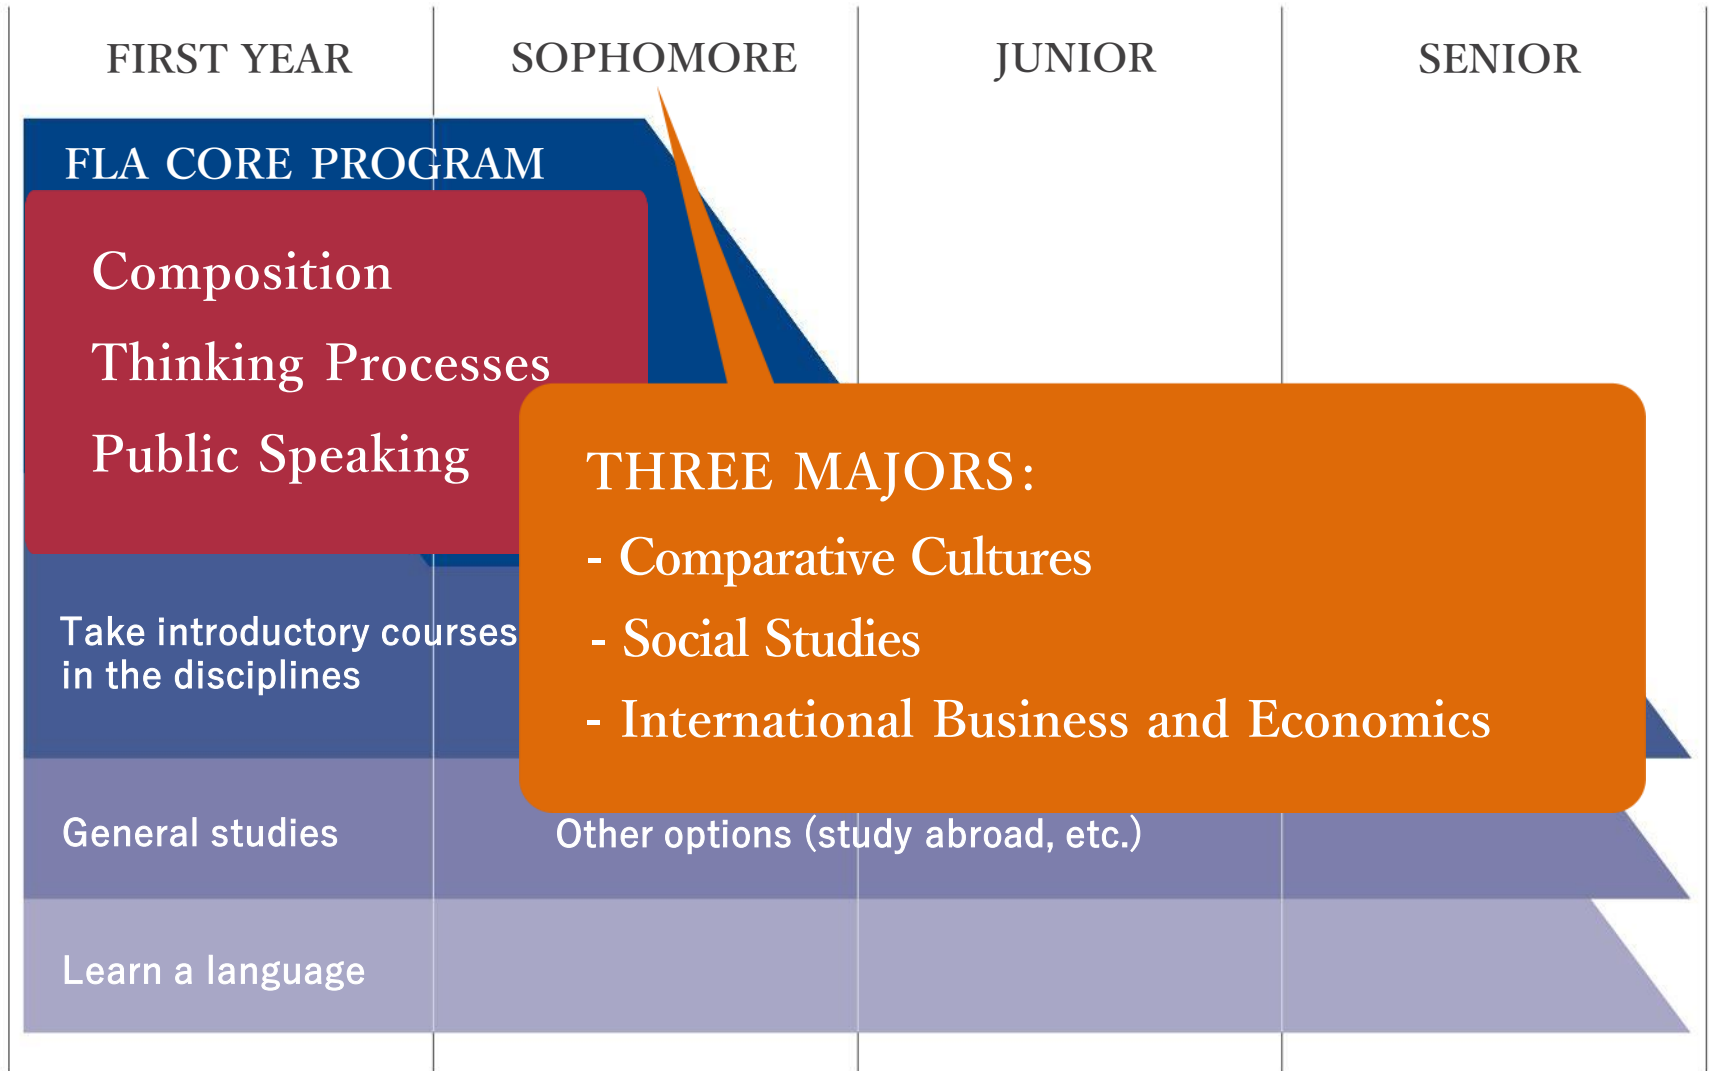 FIRST YEAR
SOPHOMORE
JUNIOR
SENIOR
FLA CORE PROGRAM
Composition
Thinking Processes
Public Speaking
THREE MAJORS:
- Comparative Cultures
- Social Studies
- International Business and Economics
Take introductory courses
in the disciplines
General studies
Other options (study abroad, etc.)
Learn a language